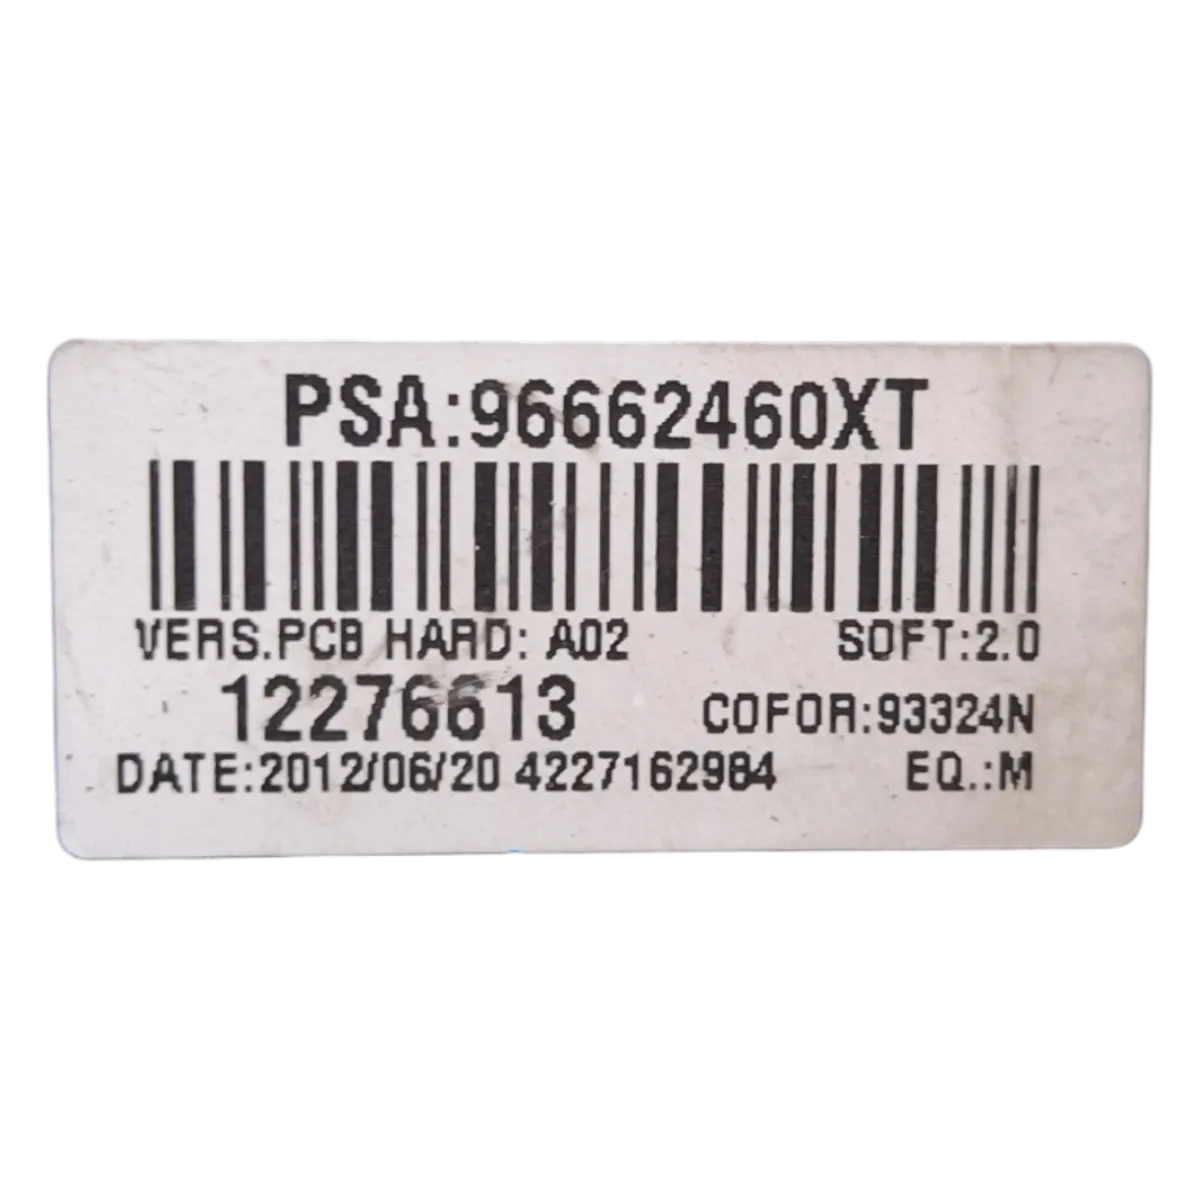 PSA:96662460XT
VERS.PCB HARD: A02 SOFT:2.0
12276613 COFOR:93324N
DATE:2012/06/20 4227162984 EQ.:M